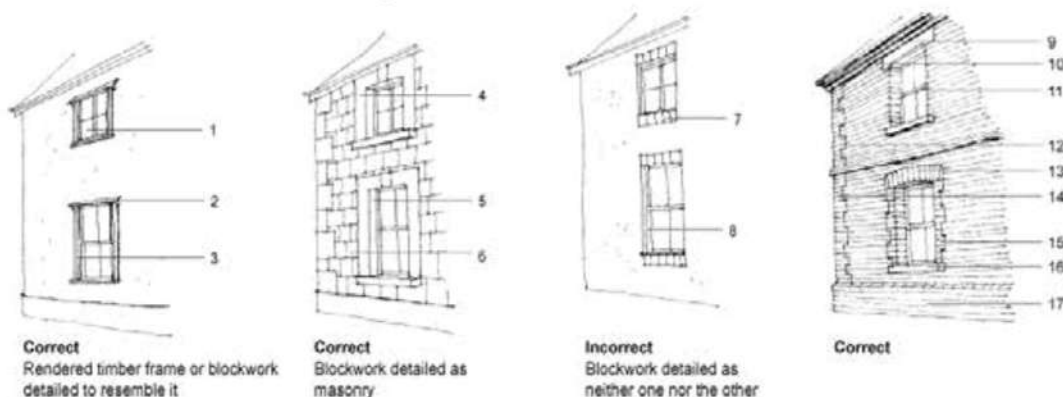 1
2
3
4
5
6
7
8
9
10
11
12
13
14
15
16
17
Correct
Rendered timber frame or blockwork
detailed to resemble it
Correct
Blockwork detailed as
masonry
Incorrect
Blockwork detailed as
neither one nor the other
Correct